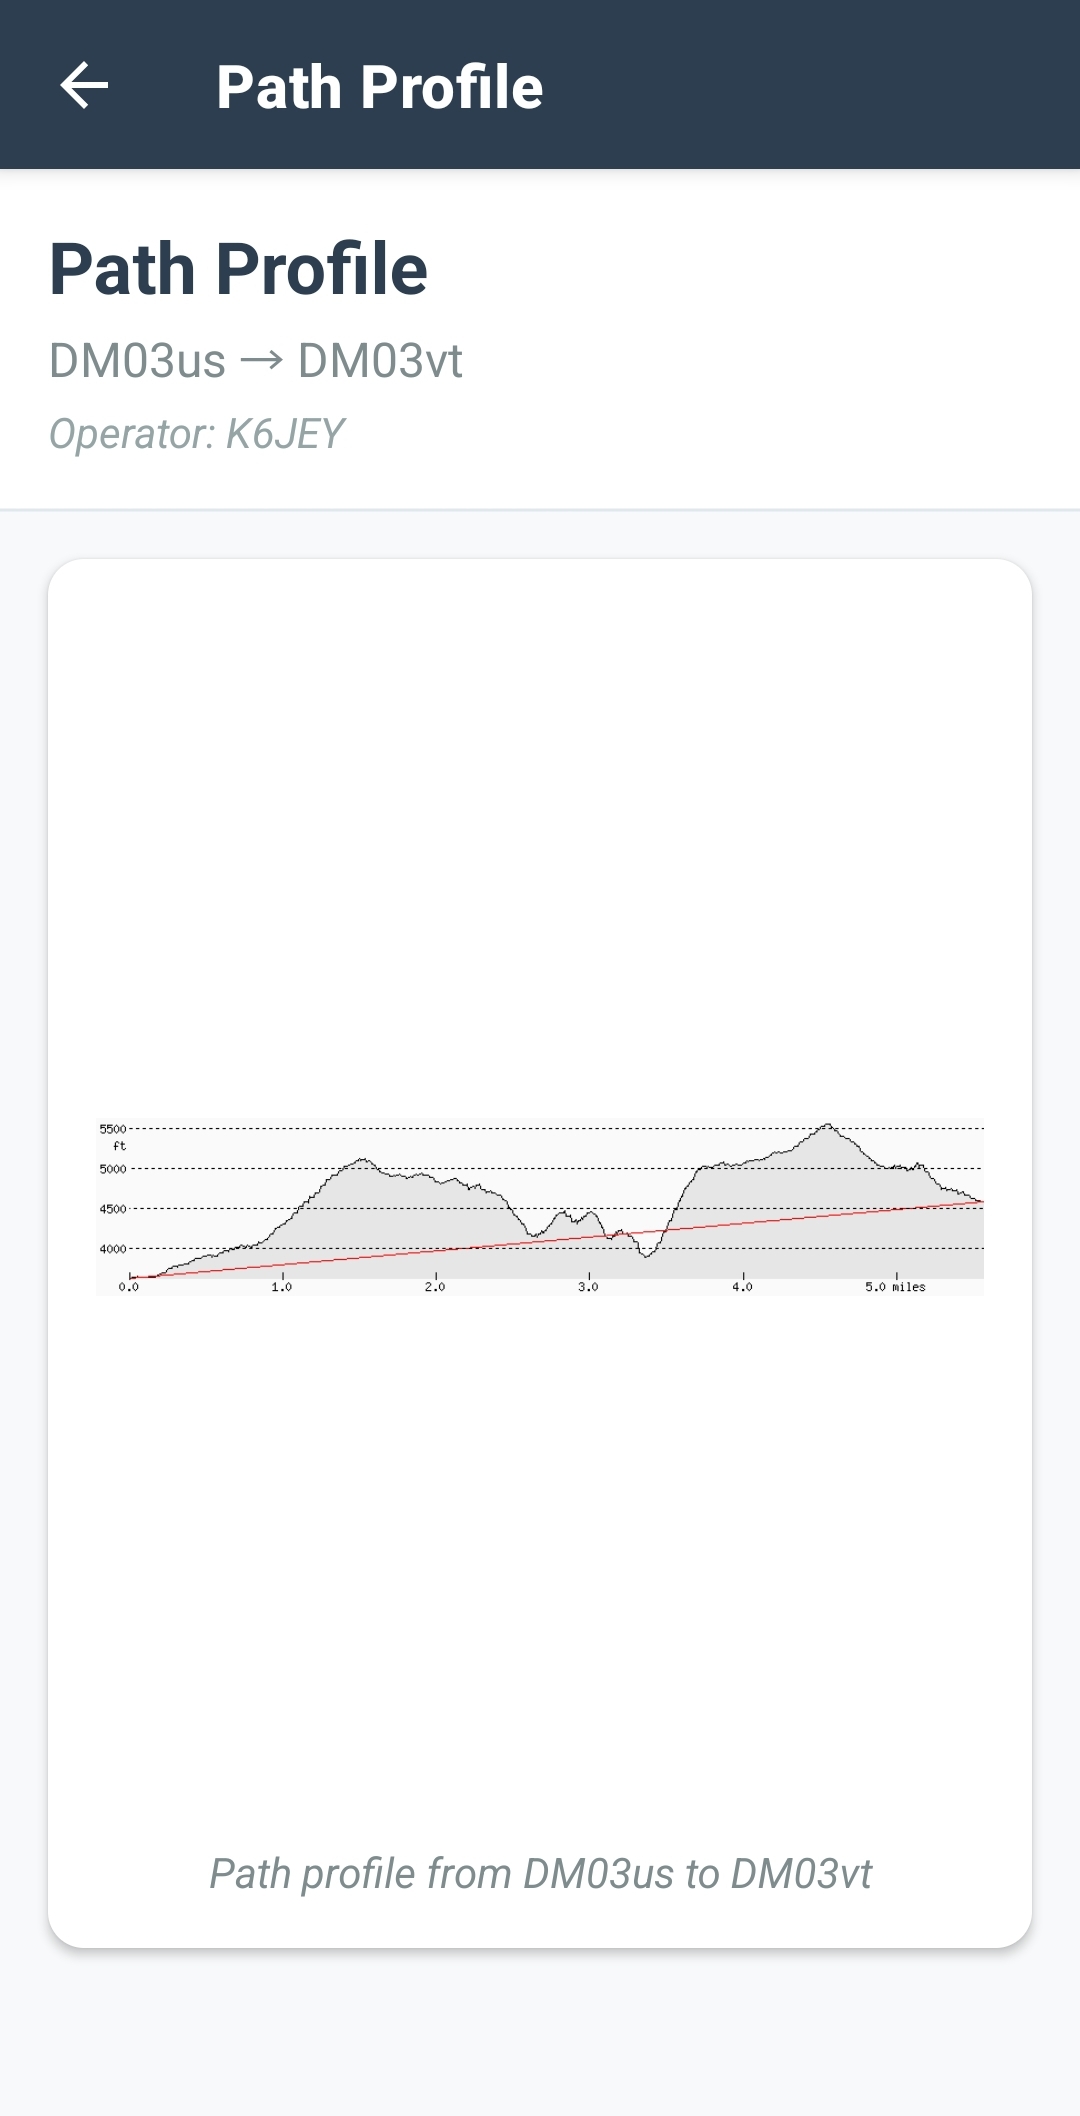 Path Profile
Path Profile
DM03us → DM03vt
Operator: K6JEY
5500
ft
5000
4500
4000
0.0 1.0 2.0 3.0 4.0 5.0 miles
Path profile from DM03us to DM03vt